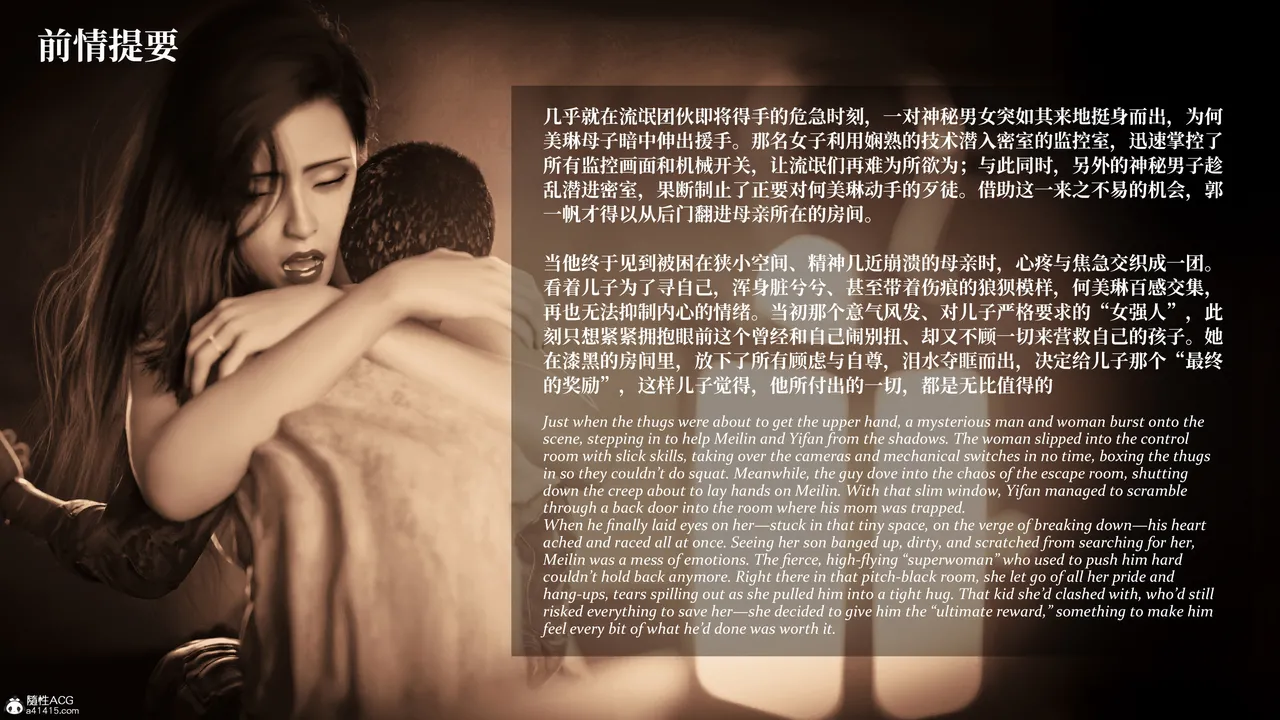 前情提要
几乎就在流氓团伙即将得手的危急时刻，一对神秘男女突如其来地挺身而出，为何
美琳母子暗中伸出援手。那名女子利用娴熟的技术潜入密室的监控室，迅速掌控了
所有监控画面和机械开关，让流氓们再难为所欲为；与此同时，另外的神秘男子趁
乱潜进密室，果断制止了正要对何美琳动手的歹徒。借助这一来之不易的机会，郭
一帆才得以从后门翻进母亲所在的房间。
当他终于见到被困在狭小空间、精神几近崩溃的母亲时，心疼与焦急交织成一团。
看着儿子为了寻自己，浑身脏兮兮、甚至带着伤痕的狼狈模样，何美琳百感交集，
再也无法抑制内心的情绪。当初那个意气风发、对儿子严格要求的“女强人”，此
刻只想紧紧拥抱眼前这个曾经和自己闹别扭、却又不顾一切来营救自己的孩子。她
在漆黑的房间里，放下了所有顾虑与自尊，泪水夺眶而出，决定给儿子那个“最终
的奖励”，这样儿子觉得，他所付出的一切，都是无比值得的
Just when the thugs were about to get the upper hand, a mysterious man and woman burst onto the
scene, stepping in to help Meilin and Yifan from the shadows. The woman slipped into the control
room with slick skills, taking over the cameras and mechanical switches in no time, boxing the thugs
in so they couldn’t do squat. Meanwhile, the guy dove into the chaos of the escape room, shutting
down the creep about to lay hands on Meilin. With that slim window, Yifan managed to scramble
through a back door into the room where his mom was trapped.
When he finally laid eyes on her—stuck in that tiny space, on the verge of breaking down—his heart
ached and raced all at once. Seeing her son banged up, dirty, and scratched from searching for her,
Meilin was a mess of emotions. The fierce, high-flying “superwoman” who used to push him hard
couldn’t hold back anymore. Right there in that pitch-black room, she let go of all her pride and
hang-ups, tears spilling out as she pulled him into a tight hug. That kid she’d clashed with, who’d still
risked everything to save her—she decided to give him the “ultimate reward,” something to make him
feel every bit of what he’d done was worth it.
隨性ACG
a41415.com